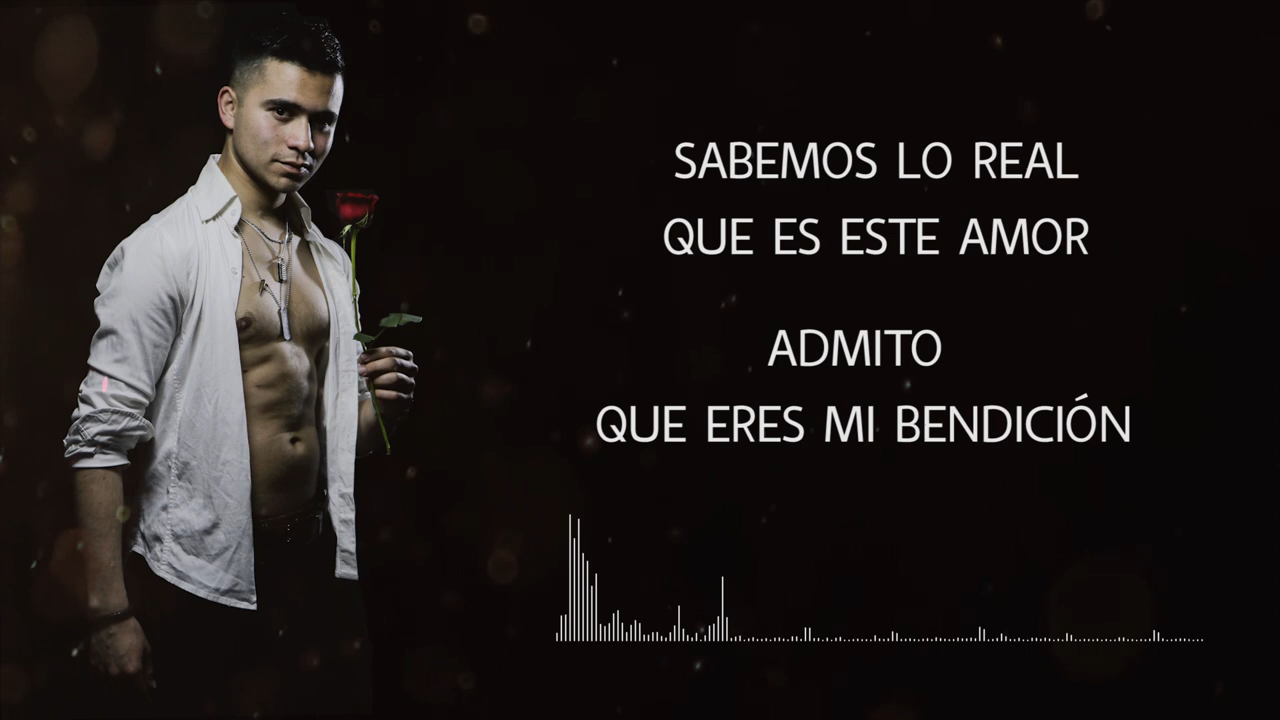 SABEMOS LO REAL
QUE ES ESTE AMOR
ADMITO
QUE ERES MI BENDICIÓN